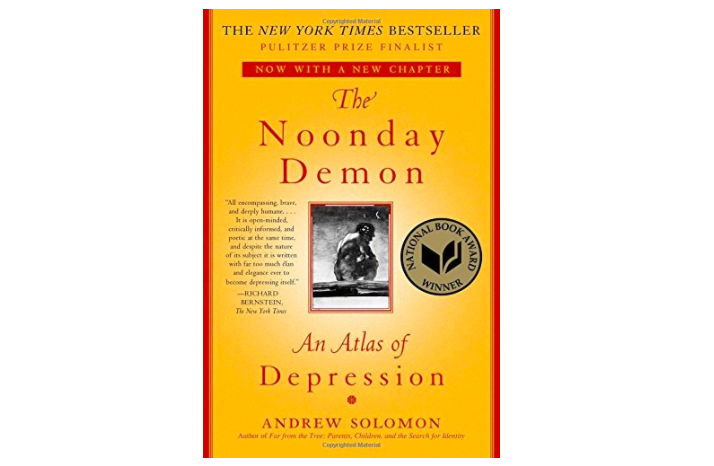 Copyrighted Material
THE NEW YORK TIMES BESTSELLER
PULITZER PRIZE FINALIST
NOW WITH A NEW CHAPTER
The
Noonday
Demon
"All encompassing, brave,
and deeply humane. . . .
It is open-minded,
critically informed, and
poetic at the same time,
and despite the nature
of its subject it is written
with far too much élan
and elegance ever to
become depressing itself."
—RICHARD
BERNSTEIN,
The New York Times
NATIONAL BOOK AWARD
WINNER
An Atlas of
Depression
ANDREW SOLOMON
Author of Far from the Tree: Parents, Children, and the Search for Identity
Copyrighted Material